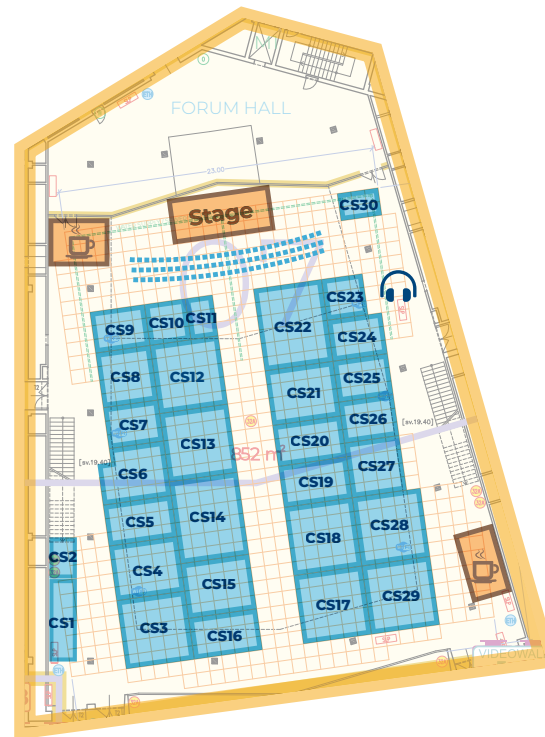 FORUM HALL
23.00
Stage
CS30
07
CS23
CS11
CS10
CS9
CS22
CS24
CS8
CS12
CS25
CS21
CS26
CS7
[sv.19,40]
CS13
CS20
852 m²
[sv.19,40]
CS6
CS27
CS19
CS5
CS14
CS28
CS18
CS2
CS4
CS15
CS29
CS17
CS1
CS3
CS16
VIDEOWAL